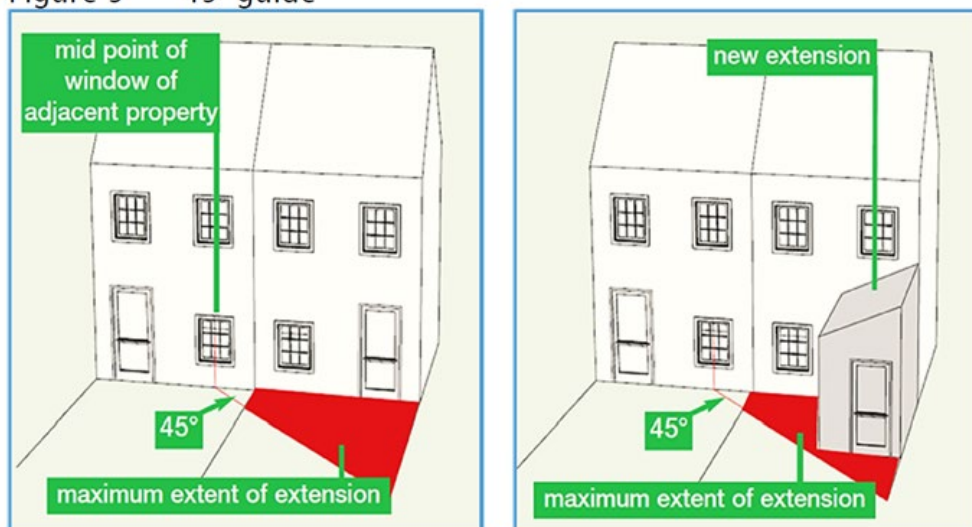 mid point of
window of
adjacent property
45°
maximum extent of extension
new extension
45°
maximum extent of extension